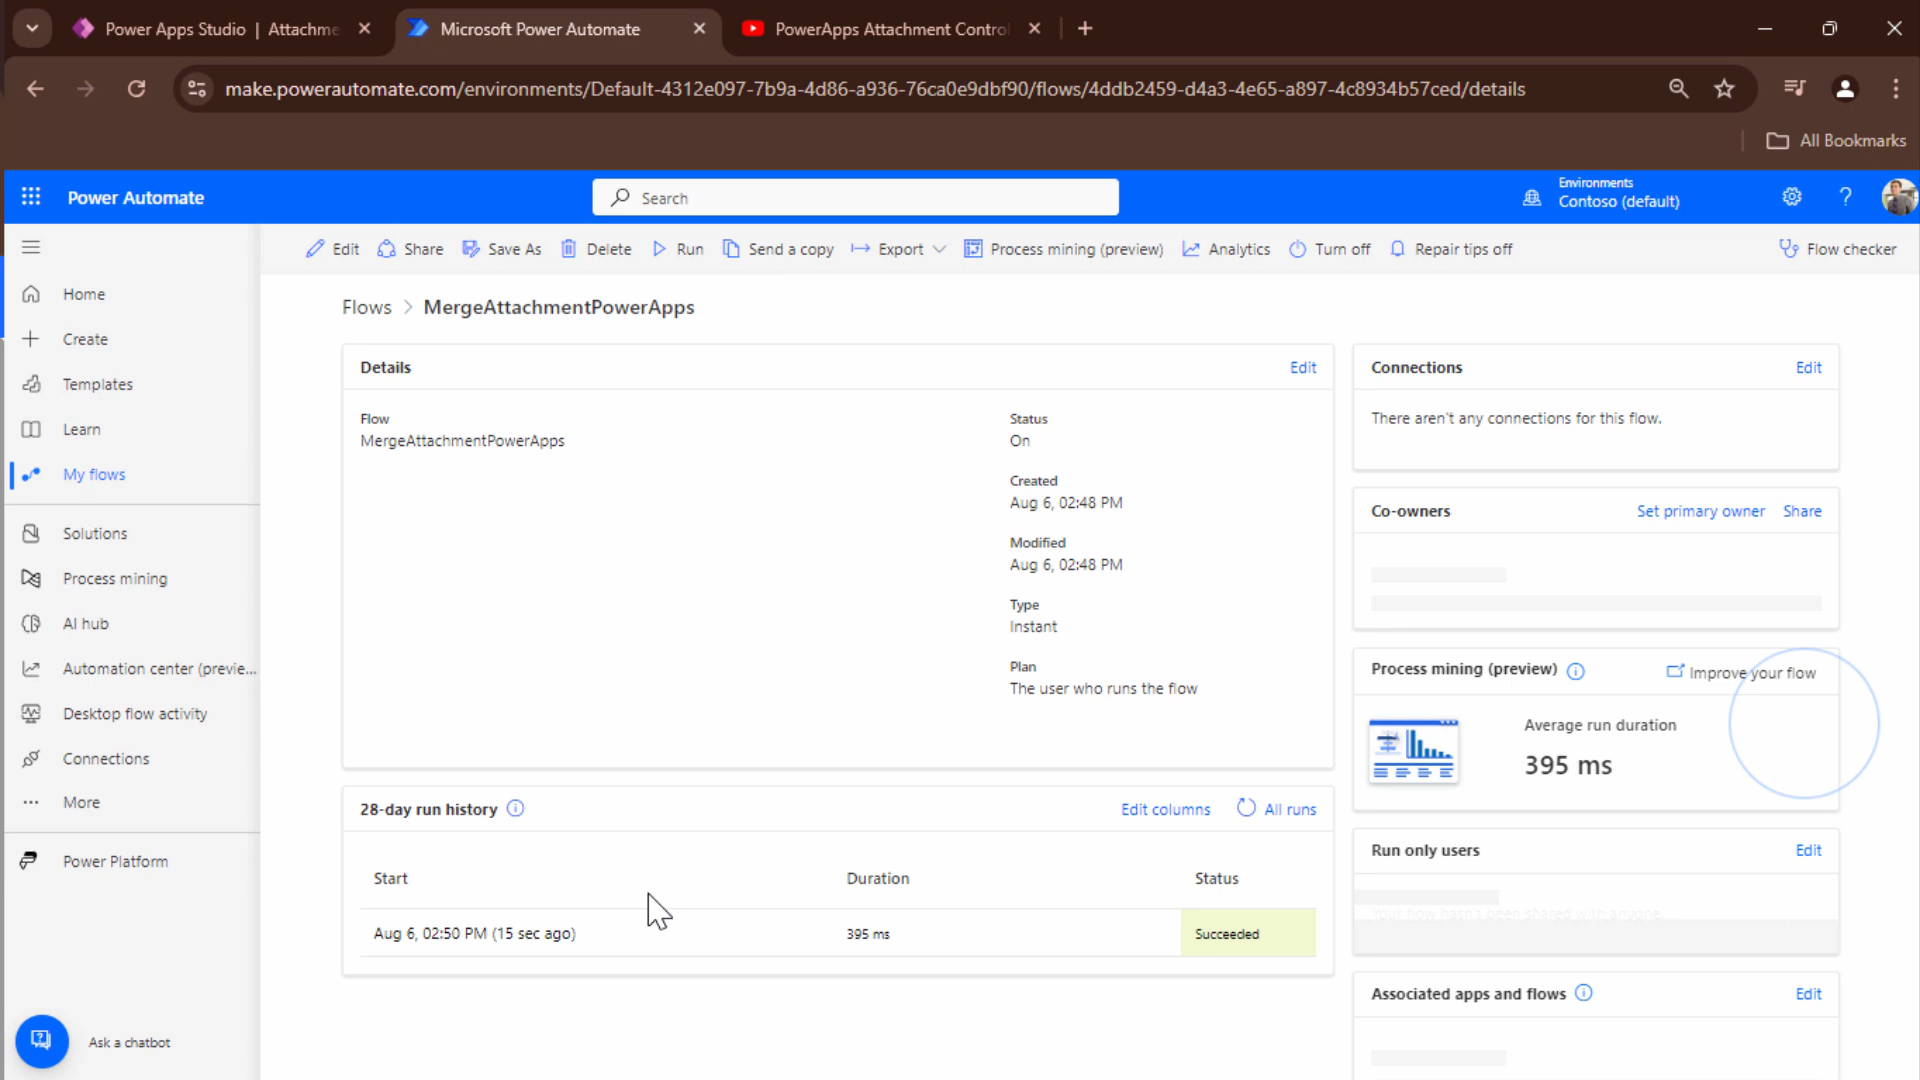 Power Apps Studio | Attachme
Microsoft Power Automate
PowerApps Attachment Control
make.powerautomate.com/environments/Default-4312e097-7b9a-4d86-a936-76ca0e9dbf90/flows/4ddb2459-d4a3-4e65-a897-4c8934b57ced/details
All Bookmarks
Power Automate
Search
Environments
Contoso (default)
Edit
Share
Save As
Delete
Run
Send a copy
Export
Process mining (preview)
Analytics
Turn off
Repair tips off
Flow checker
Home
Create
Templates
Learn
My flows
Solutions
Process mining
AI hub
Automation center (previe...
Desktop flow activity
Connections
More
Power Platform
Ask a chatbot
Flows > MergeAttachmentPowerApps
Details
Edit
Flow
MergeAttachmentPowerApps
Status
On
Created
Aug 6, 02:48 PM
Modified
Aug 6, 02:48 PM
Type
Instant
Plan
The user who runs the flow
28-day run history
Edit columns
All runs
Start
Duration
Status
Aug 6, 02:50 PM (15 sec ago)
395 ms
Succeeded
Connections
Edit
There aren't any connections for this flow.
Co-owners
Set primary owner
Share
Process mining (preview)
Improve your flow
Average run duration
395 ms
Run only users
Edit
Your flow hasn't been shared with anyone.
Associated apps and flows
Edit